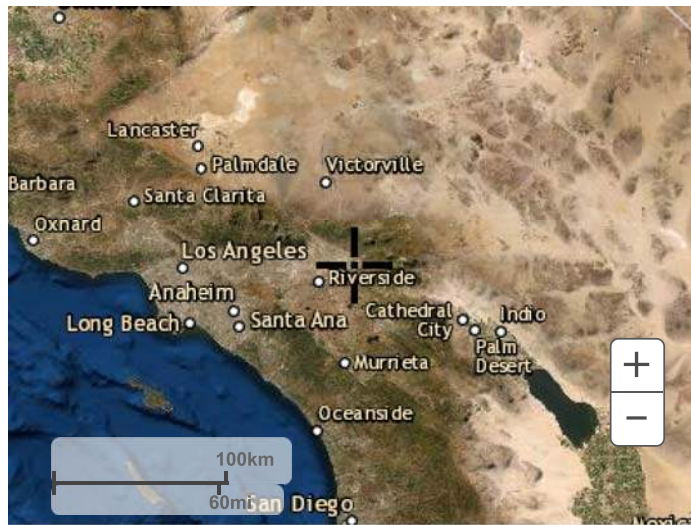 Lancaster
Palmdale
Victorville
Barbara
Santa Clarita
Oxnard
Los Angeles
Riverside
Anaheim
Long Beach
Santa Ana
Cathedral
City
Indio
Palm
Desert
Murrieta
Oceanside
+
−
100km
60mi
San Diego